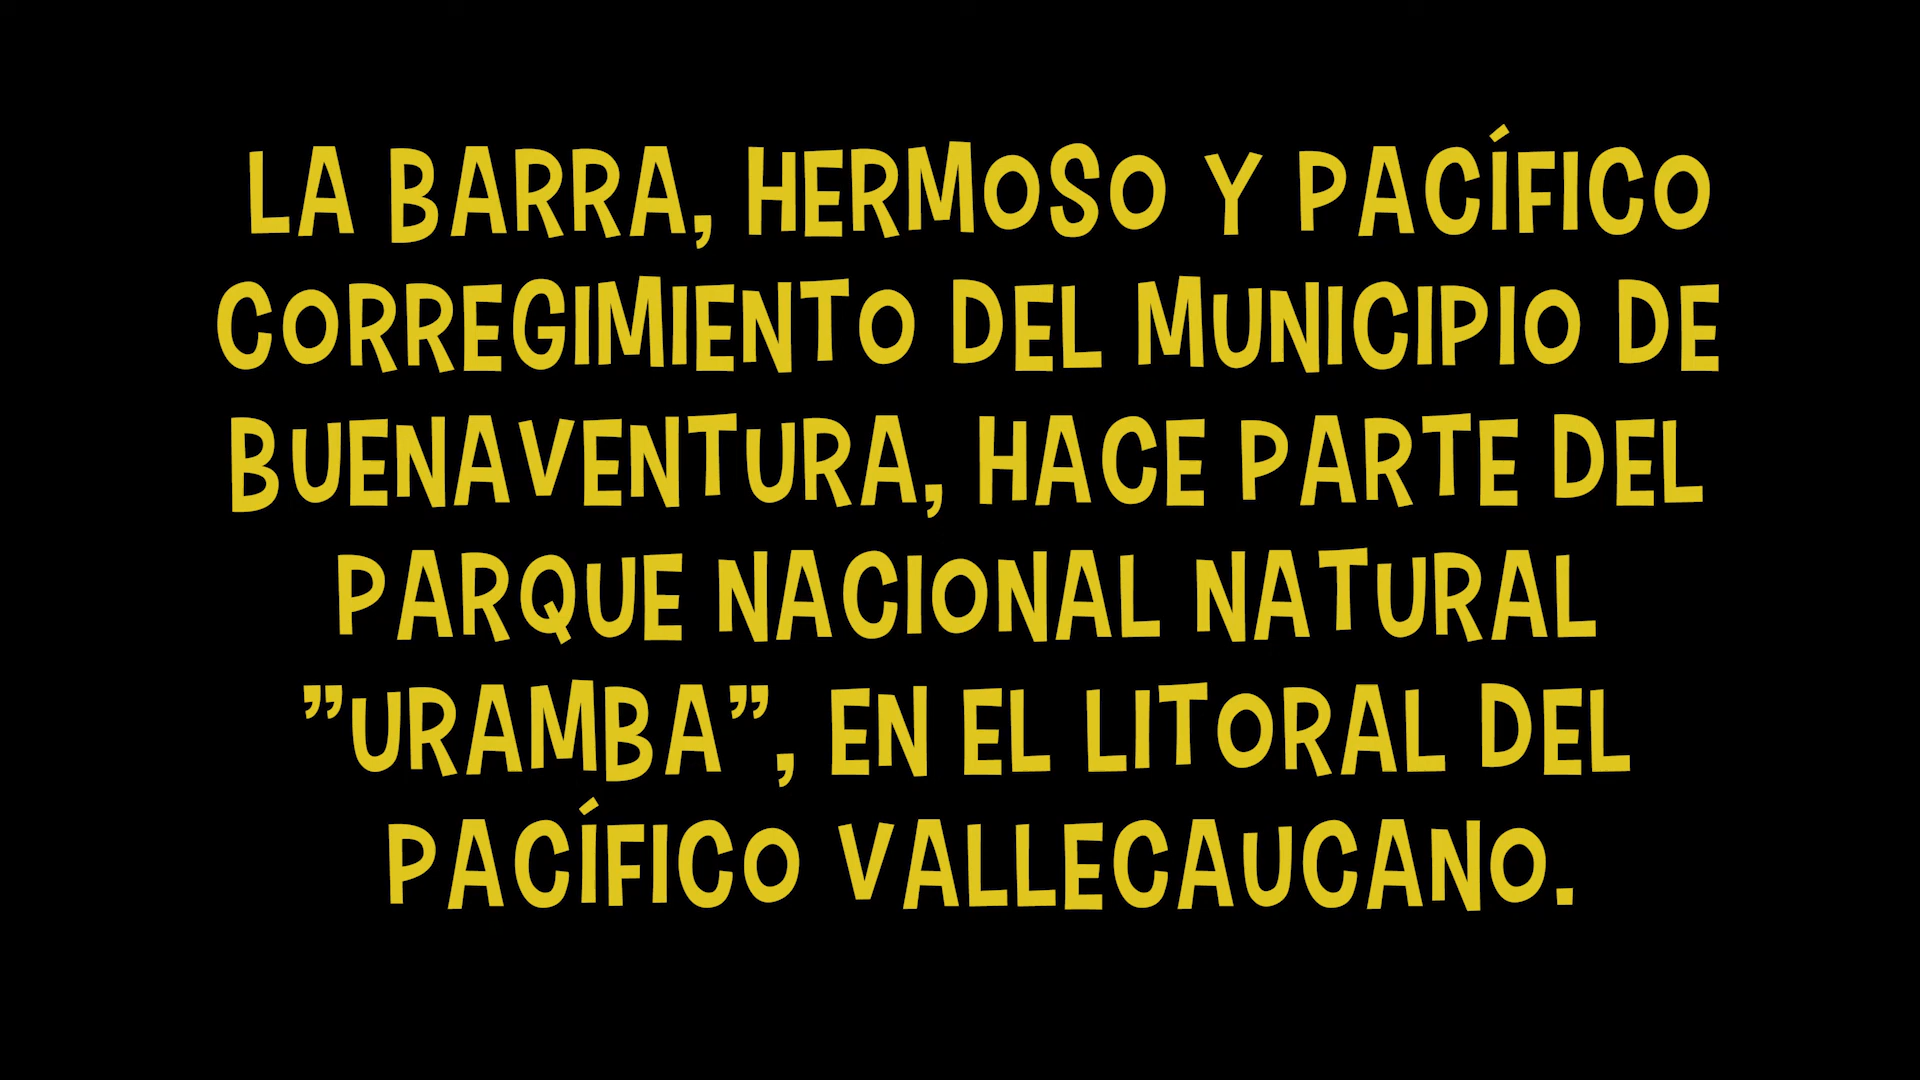 LA BARRA, HERMOSO Y PACÍFICO
CORREGIMIENTO DEL MUNICIPIO DE
BUENAVENTURA, HACE PARTE DEL
PARQUE NACIONAL NATURAL
”URAMBA”, EN EL LITORAL DEL
PACÍFICO VALLECAUCANO.